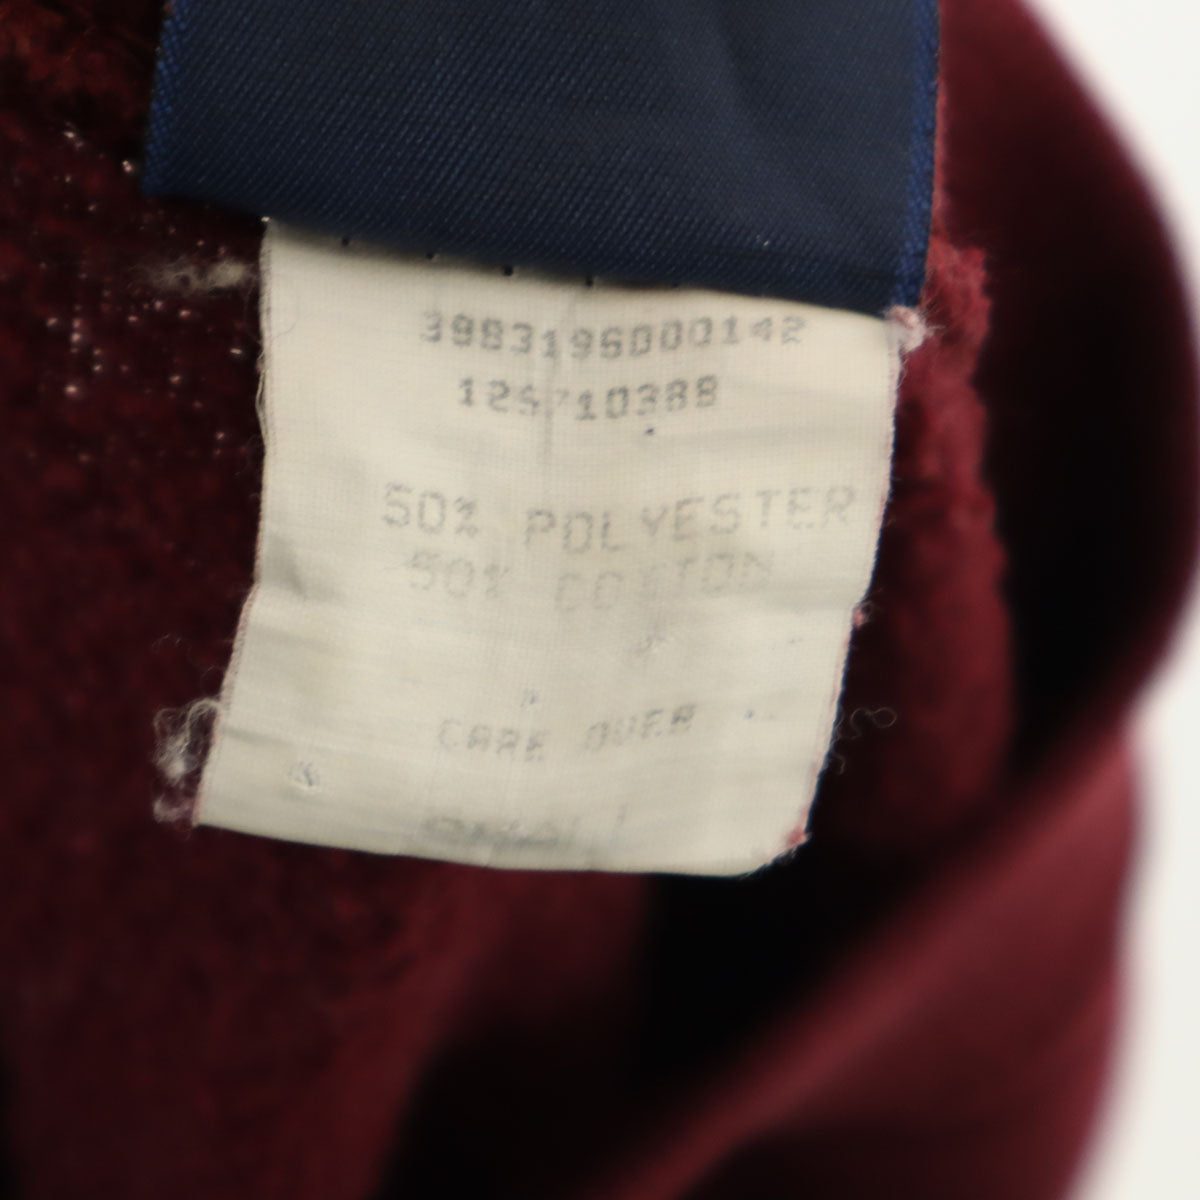 3983196000142
125710388
50% POLYESTER
50% COTTON
CARE OVER